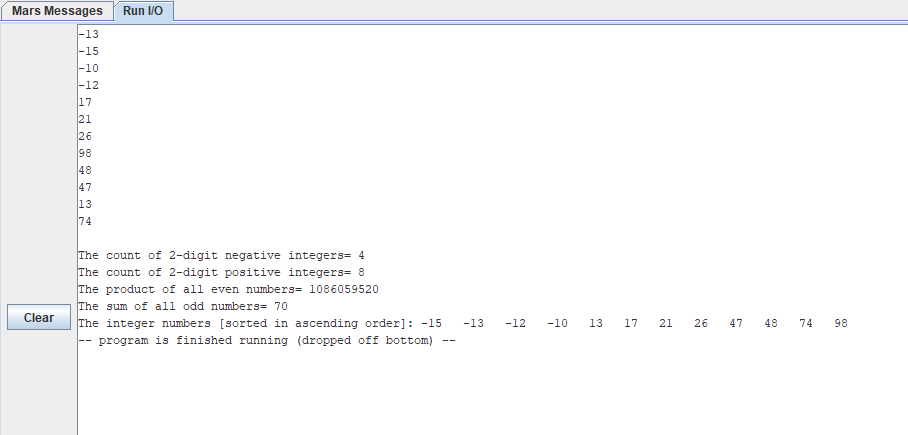 Mars Messages Run I/O
-13
-15
-10
-12
17
21
26
98
48
47
13
74
The count of 2-digit negative integers= 4
The count of 2-digit positive integers= 8
The product of all even numbers= 1086059520
The sum of all odd numbers= 70
Clear
The integer numbers [sorted in ascending order]: -15 -13 -12 -10 13 17 21 26 47 48 74 98
-- program is finished running (dropped off bottom) --